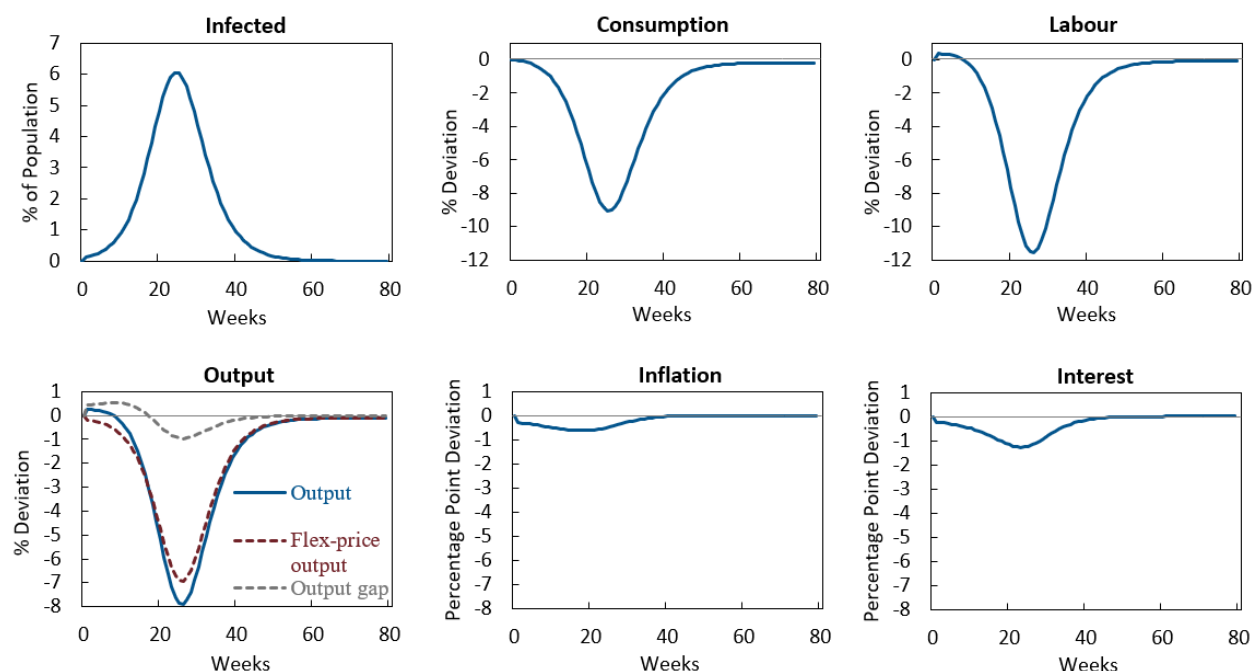 Infected
7
6
5
4
3
2
1
0
% of Population
0 20 40 60 80
Weeks
Consumption
0
-2
-4
-6
-8
-10
-12
% Deviation
0 20 40 60 80
Weeks
Labour
0
-2
-4
-6
-8
-10
-12
% Deviation
0 20 40 60 80
Weeks
Output
1
0
-1
-2
-3
-4
-5
-6
-7
-8
% Deviation
Output
Flex-price
output
Output gap
0 20 40 60 80
Weeks
Inflation
1
0
-1
-2
-3
-4
-5
-6
-7
-8
Percentage Point Deviation
0 20 40 60 80
Weeks
Interest
1
0
-1
-2
-3
-4
-5
-6
-7
-8
Percentage Point Deviation
0 20 40 60 80
Weeks